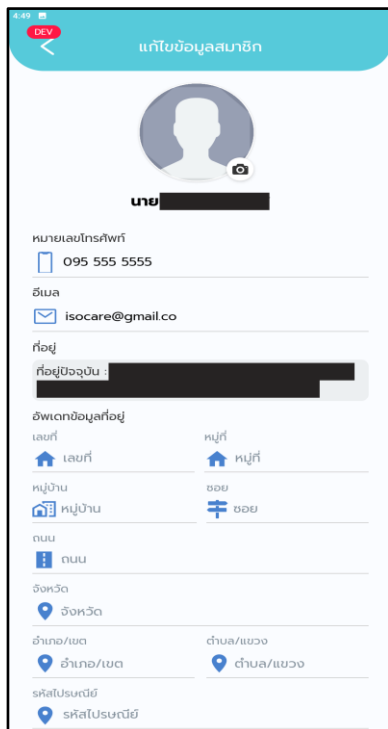 4:49
DEV
แก้ไขข้อมูลสมาชิก
นาย
หมายเลขโทรศัพท์
095 555 5555
อีเมล
isocare@gmail.co
ที่อยู่
ที่อยู่ปัจจุบัน :
อัพเดทข้อมูลที่อยู่
เลขที่ หมู่ที่
เลขที่ หมู่ที่
หมู่บ้าน ซอย
หมู่บ้าน ซอย
ถนน
ถนน
จังหวัด
จังหวัด
อำเภอ/เขต ตำบล/แขวง
อำเภอ/เขต ตำบล/แขวง
รหัสไปรษณีย์
รหัสไปรษณีย์